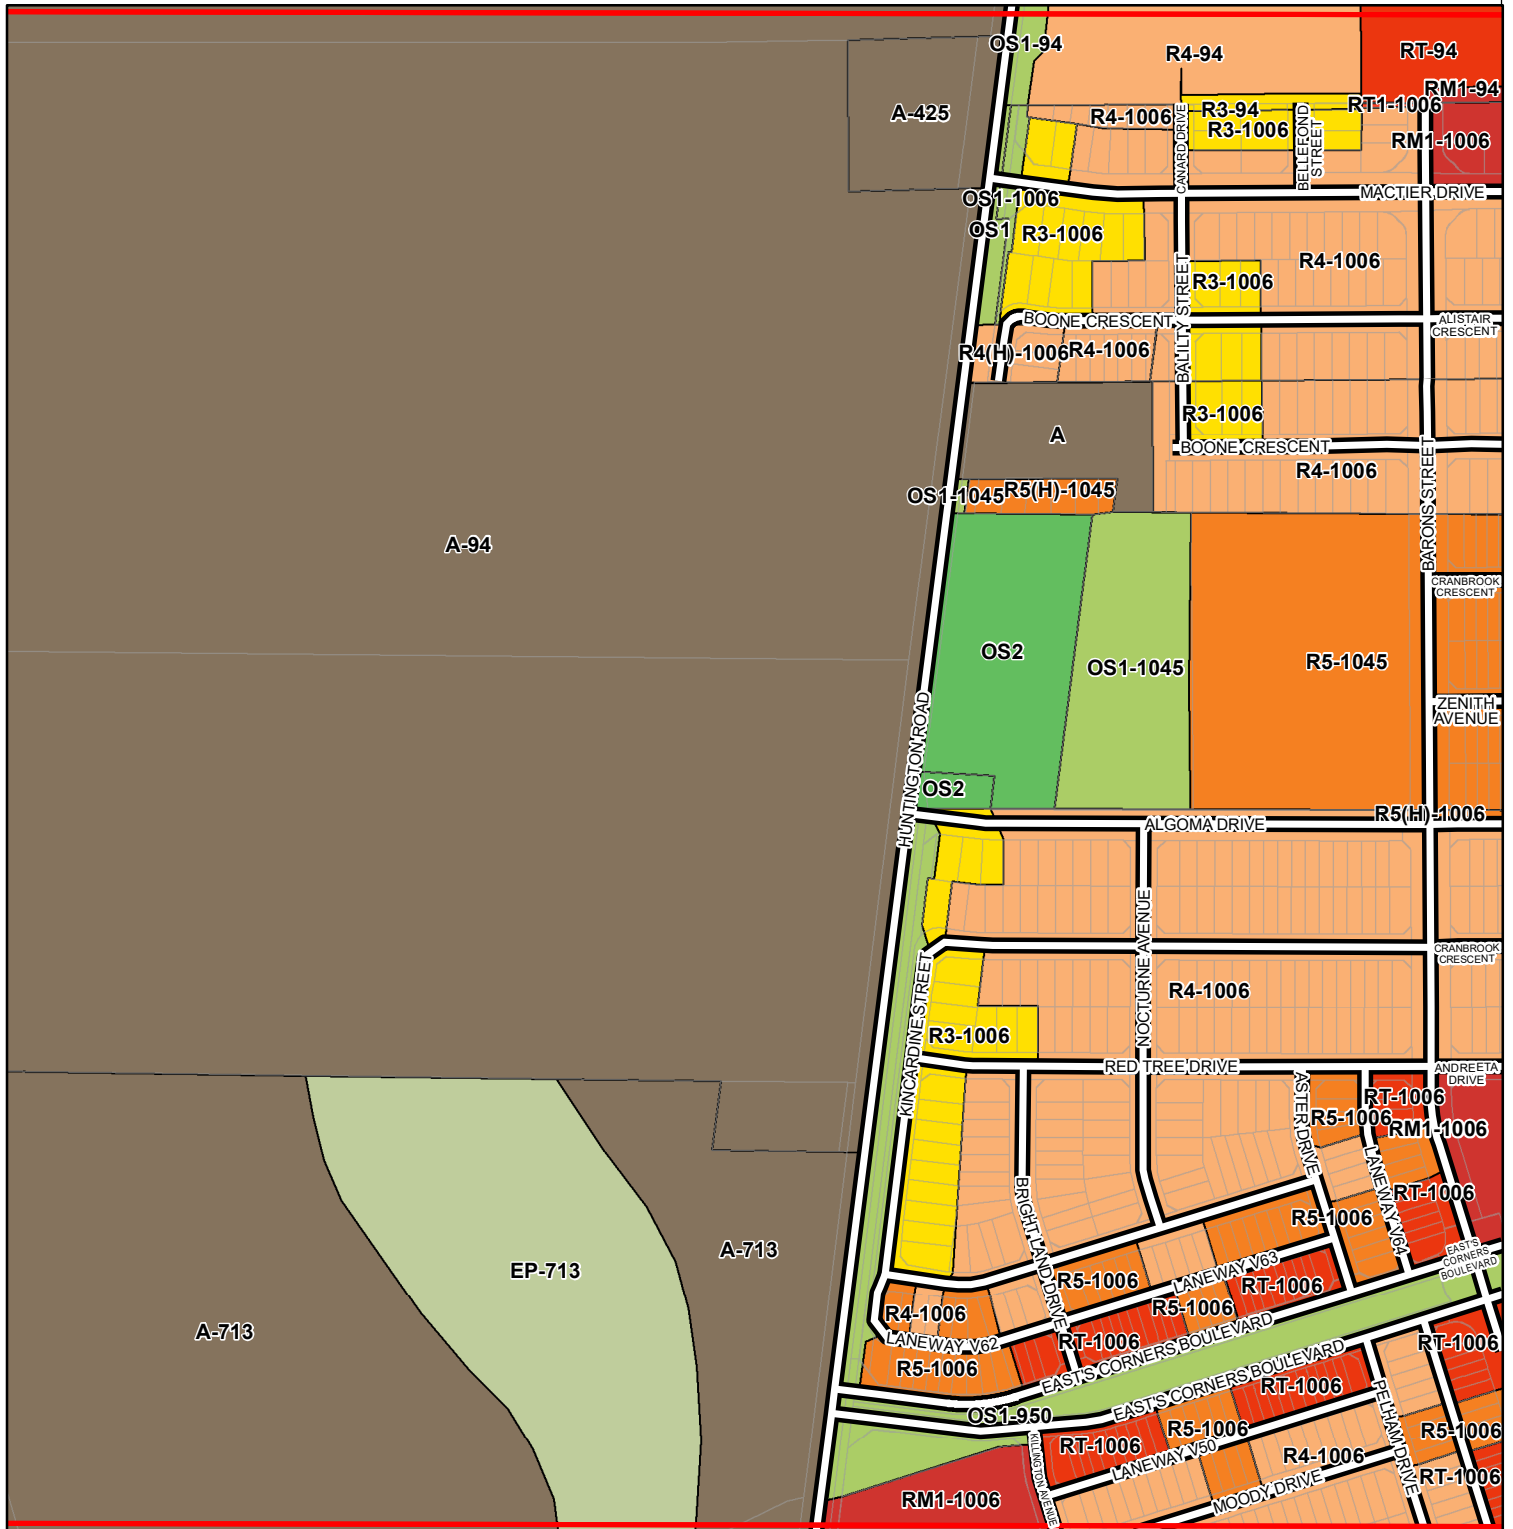 OS1-94
R4-94
RT-94
RM1-94
A-425
R4-1006
CANARD DRIVE
R3-94
R3-1006
BELLEFOND
STREET
RT1-1006
RM1-1006
MACTIER DRIVE
OS1-1006
OS1
R3-1006
R4-1006
BALILTY STREET
R3-1006
BOONE CRESCENT
ALISTAIR
CRESCENT
R4(H)-1006
R4-1006
R3-1006
A
BOONE CRESCENT
R4-1006
BARONS STREET
OS1-1045
R5(H)-1045
A-94
CRANBROOK
CRESCENT
OS2
OS1-1045
R5-1045
ZENITH
AVENUE
HUNTINGTON ROAD
OS2
R5(H)-1006
ALGOMA DRIVE
NOCTURNE AVENUE
CRANBROOK
CRESCENT
KINCARDINE STREET
R4-1006
R3-1006
RED TREE DRIVE
ANDREETA
DRIVE
ASTER DRIVE
R5-1006
RT-1006
RM1-1006
LANEWAY V64
RT-1006
BRIGHT LAND DRIVE
R5-1006
A-713
EP-713
EAST'S
CORNERS
BOULEVARD
LANEWAY V63
R5-1006
RT-1006
R5-1006
R4-1006
A-713
LANEWAY V62
RT-1006
RT-1006
EAST'S CORNERS BOULEVARD
R5-1006
EAST'S CORNERS BOULEVARD
RT-1006
PELHAM DRIVE
OS1-950
R5-1006
R5-1006
RT-1006
KILLINGTON AVENUE
LANEWAY V50
R4-1006
RT-1006
MOODY DRIVE
RM1-1006